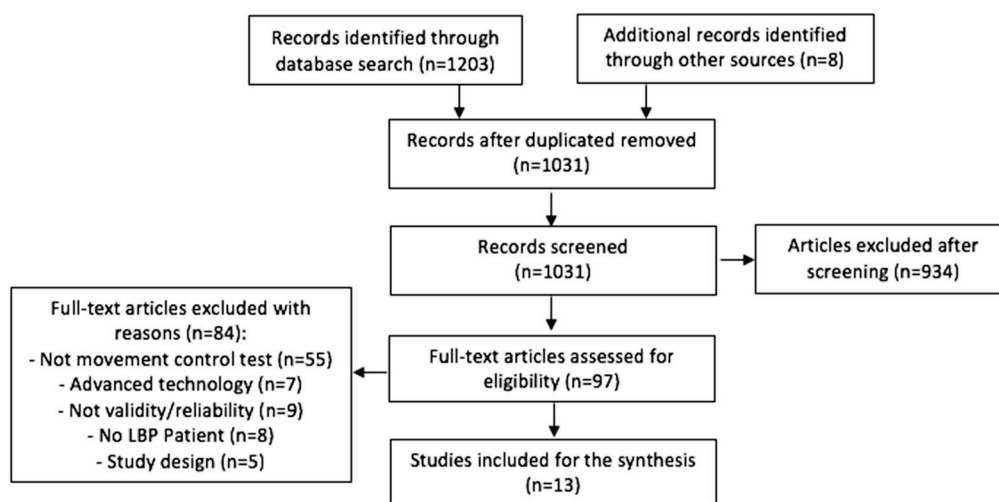 Records identified through
database search (n=1203)
Additional records identified
through other sources (n=8)
Records after duplicated removed
(n=1031)
Records screened
(n=1031)
Articles excluded after
screening (n=934)
Full-text articles excluded with
reasons (n=84):
- Not movement control test (n=55)
- Advanced technology (n=7)
- Not validity/reliability (n=9)
- No LBP Patient (n=8)
- Study design (n=5)
Full-text articles assessed for
eligibility (n=97)
Studies included for the synthesis
(n=13)